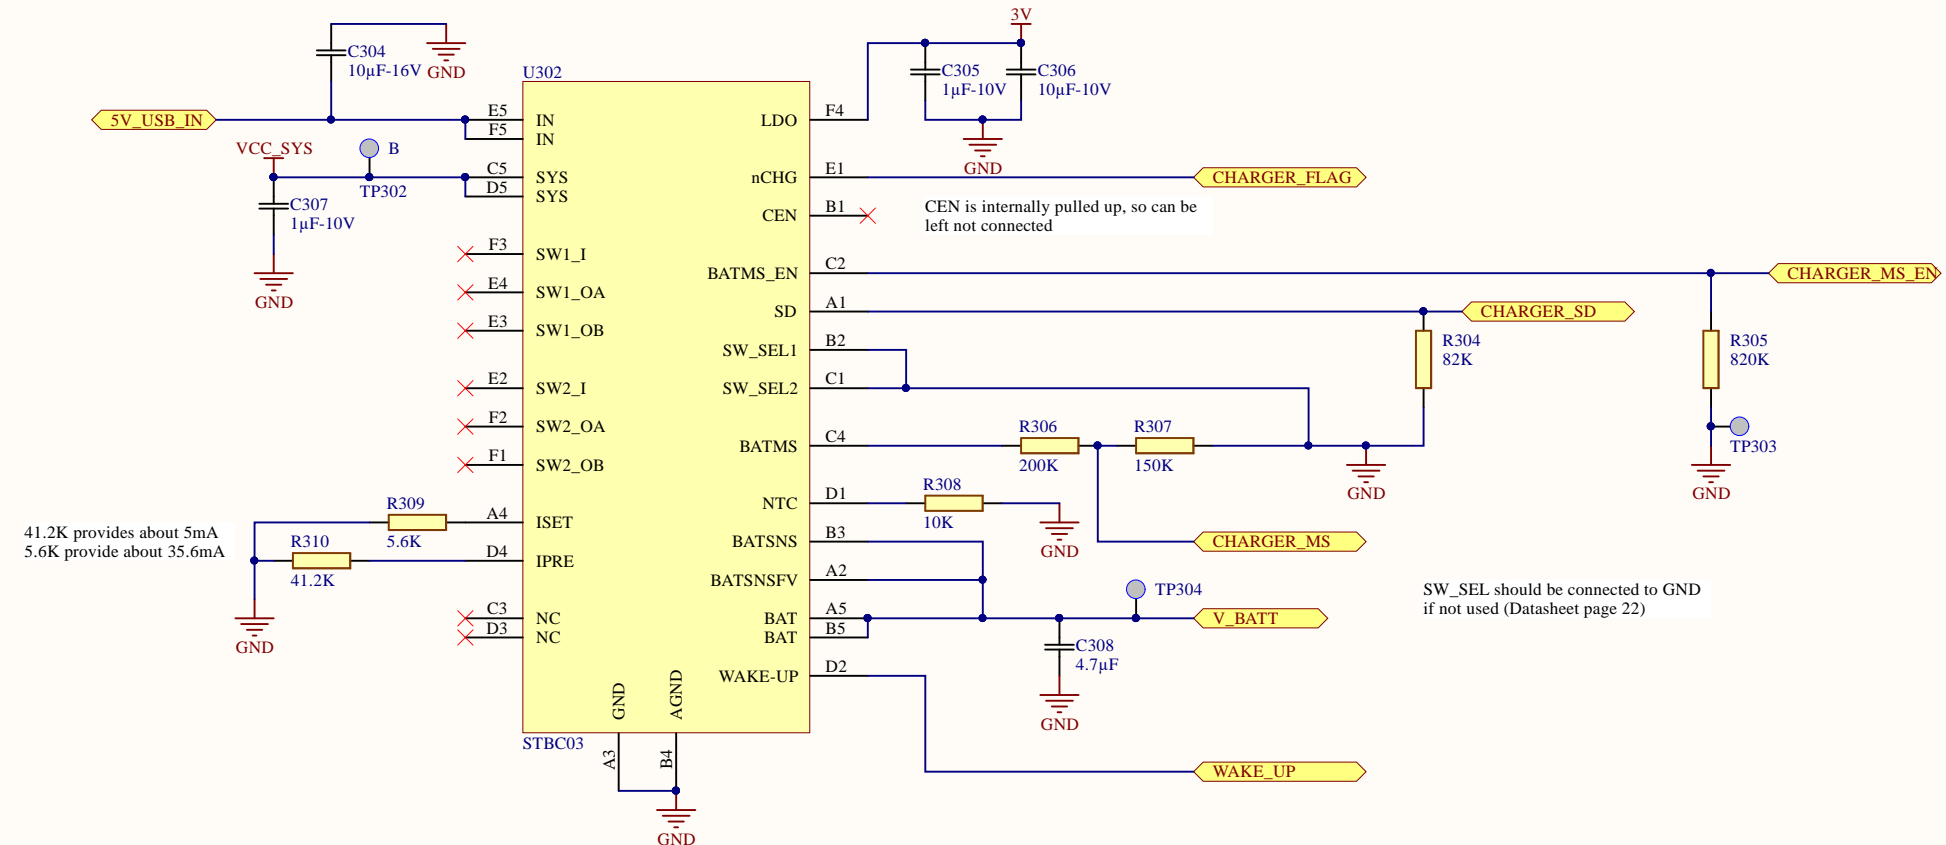 3V
C304
10µF-16V
GND
U302
C305
1µF-10V
C306
10µF-10V
5V_USB_IN
E5
IN
F5
IN
LDO
F4
GND
VCC_SYS
B
TP302
C5
SYS
D5
SYS
nCHG
E1
CHARGER_FLAG
C307
1µF-10V
GND
CEN
B1
CEN is internally pulled up, so can be
left not connected
F3
SW1_I
E4
SW1_OA
E3
SW1_OB
BATMS_EN
C2
CHARGER_MS_EN
SD
A1
CHARGER_SD
SW_SEL1
B2
R304
82K
R305
820K
E2
SW2_I
SW_SEL2
C1
F2
SW2_OA
F1
SW2_OB
BATMS
C4
R306
200K
R307
150K
GND
TP303
GND
NTC
D1
R308
10K
GND
41.2K provides about 5mA
5.6K provide about 35.6mA
R309
5.6K
A4
ISET
R310
41.2K
D4
IPRE
GND
BATSNS
B3
CHARGER_MS
BATSNSFV
A2
TP304
SW_SEL should be connected to GND
if not used (Datasheet page 22)
C3
NC
D3
NC
BAT
A5
BAT
B5
V_BATT
C308
4.7µF
GND
WAKE-UP
D2
WAKE_UP
GND
AGND
STBC03
A3
B4
GND